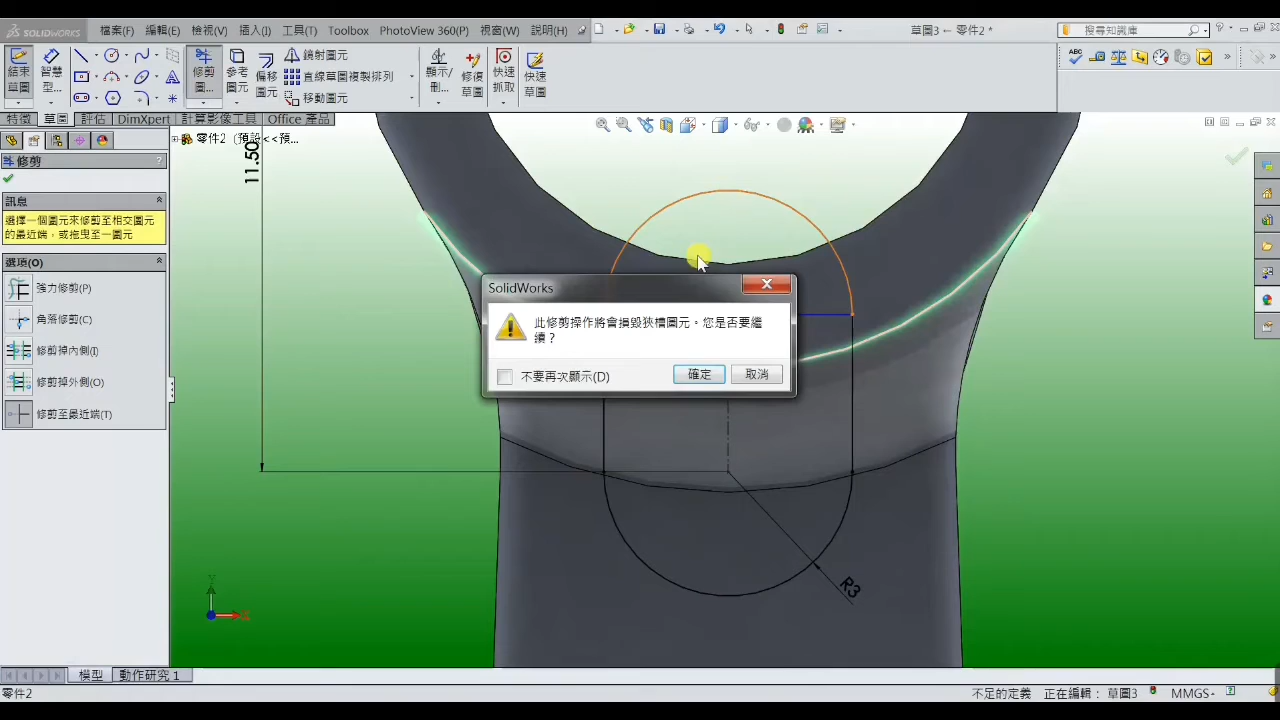 SOLIDWORKS 檔案(F) 編輯(E) 檢視(V) 插入(I) 工具(T) Toolbox PhotoView 360(P) 視窗(W) 說明(H) 草圖3 ← 零件2 * 搜尋知識庫
結束草圖
智慧型...
修剪圖...
參考圖元
偏移圖元
鏡射圖元
直線草圖複製排列
移動圖元
顯示/刪...
修復草圖
快速抓取
快速草圖
特徵 草圖 評估 DimXpert 計算影像工具 Office 產品
零件2 (預設<<預...
修剪 ?
訊息
選擇一個圖元來修剪至相交圖元的最近端，或拖曳至一圖元
選項(O)
強力修剪(P)
角落修剪(C)
修剪掉內側(I)
修剪掉外側(O)
修剪至最近端(T)
11.50
SolidWorks
此修剪操作將會損毀狹槽圖元。您是否要繼
續？
不要再次顯示(D) 確定 取消
R3
Y
X
模型 動作研究 1
零件2 不足的定義 正在編輯： 草圖3 MMGS